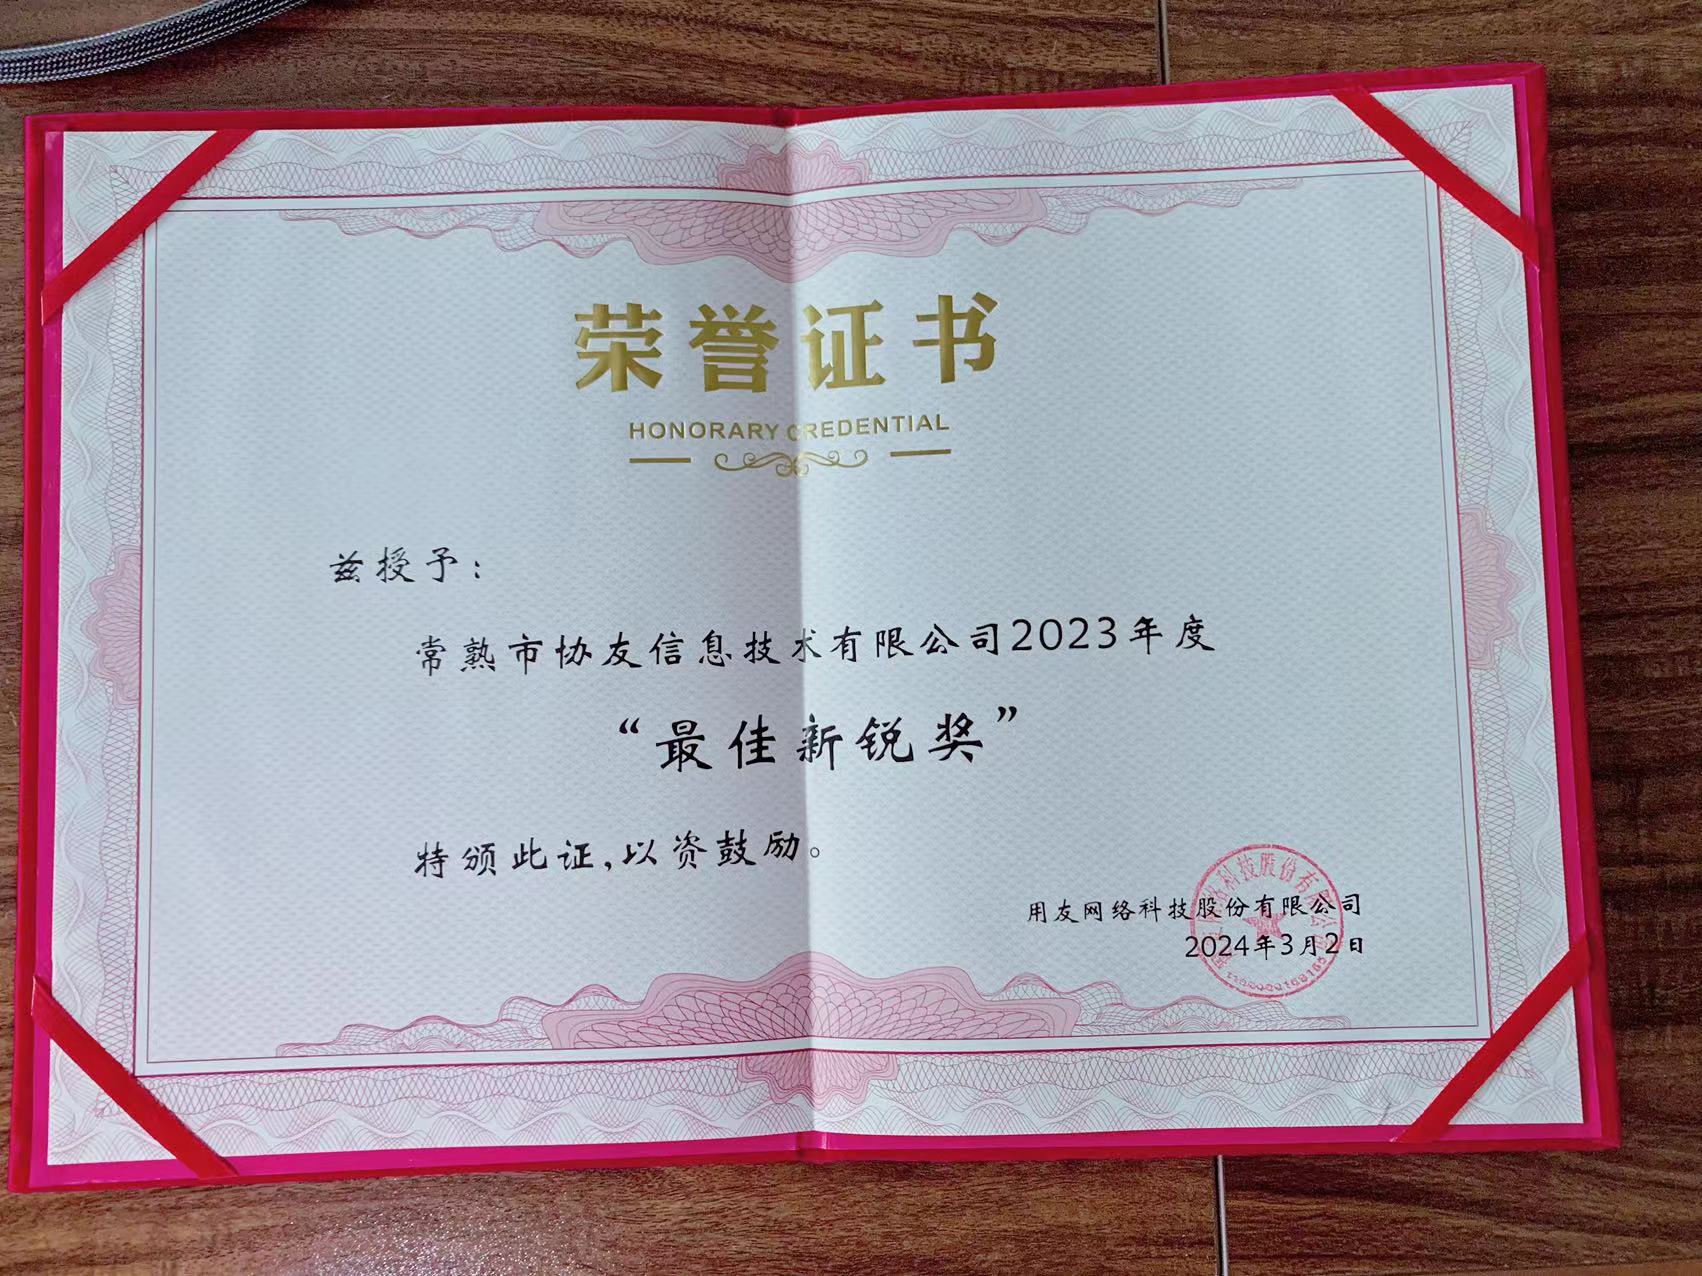 荣誉证书
HONORARY CREDENTIAL
兹授予：
常熟市协友信息技术有限公司2023年度
“最佳新锐奖”
特颁此证,以资鼓励。
用友网络科技股份有限公司
2024年3月2日